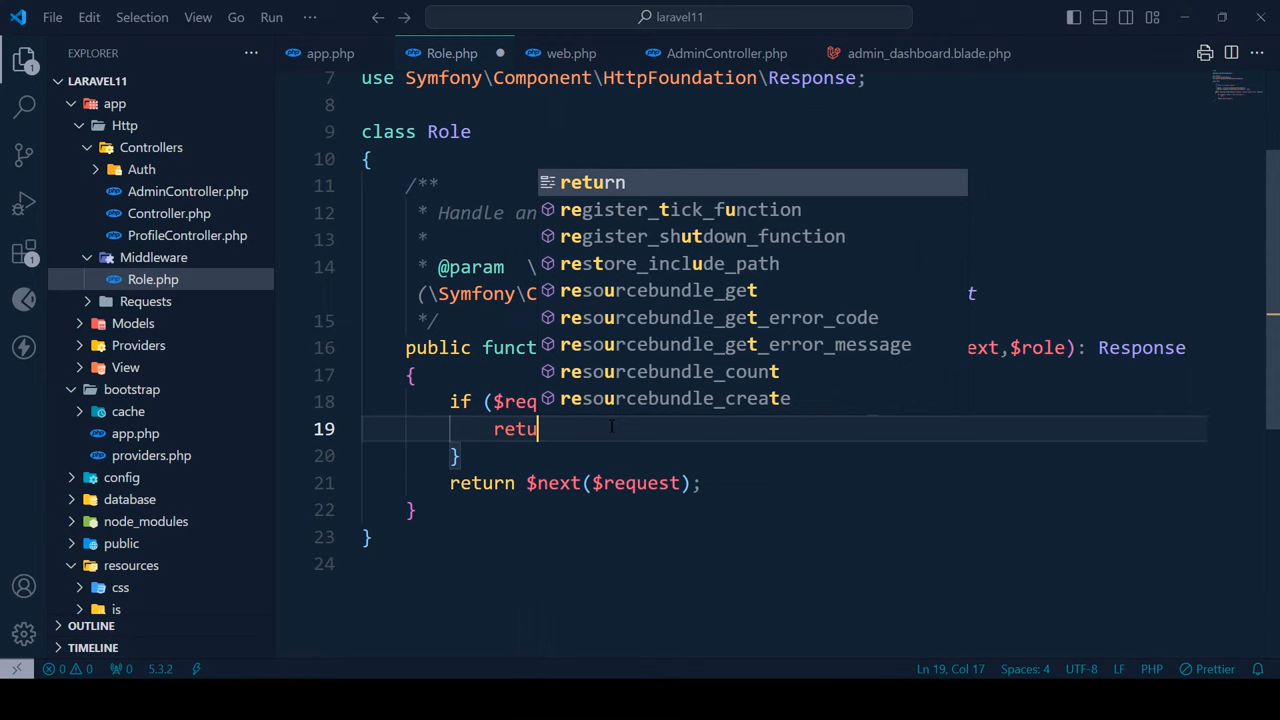 File Edit Selection View Go Run ··· ← → laravel11
EXPLORER ··· app.php Role.php web.php AdminController.php admin_dashboard.blade.php ···
LARAVEL11
app
Http
Controllers
Auth
AdminController.php
Controller.php
ProfileController.php
Middleware
Role.php
Requests
Models
Providers
View
bootstrap
cache
app.php
providers.php
config
database
node_modules
public
resources
css
js
OUTLINE
TIMELINE
7 use Symfony\Component\HttpFoundation\Response;
8
9 class Role
10 {
11 /**
12 * Handle an
13 *
14 * @param \
(\Symfony\C t
15 */
16 public funct ext,$role): Response
17 {
18 if ($req
19 retu
20 }
21 return $next($request);
22 }
23 }
24
return
register_tick_function
register_shutdown_function
restore_include_path
resourcebundle_get
resourcebundle_get_error_code
resourcebundle_get_error_message
resourcebundle_count
resourcebundle_create
1
1
0 0 0 5.3.2 Ln 19, Col 17 Spaces: 4 UTF-8 LF PHP Prettier